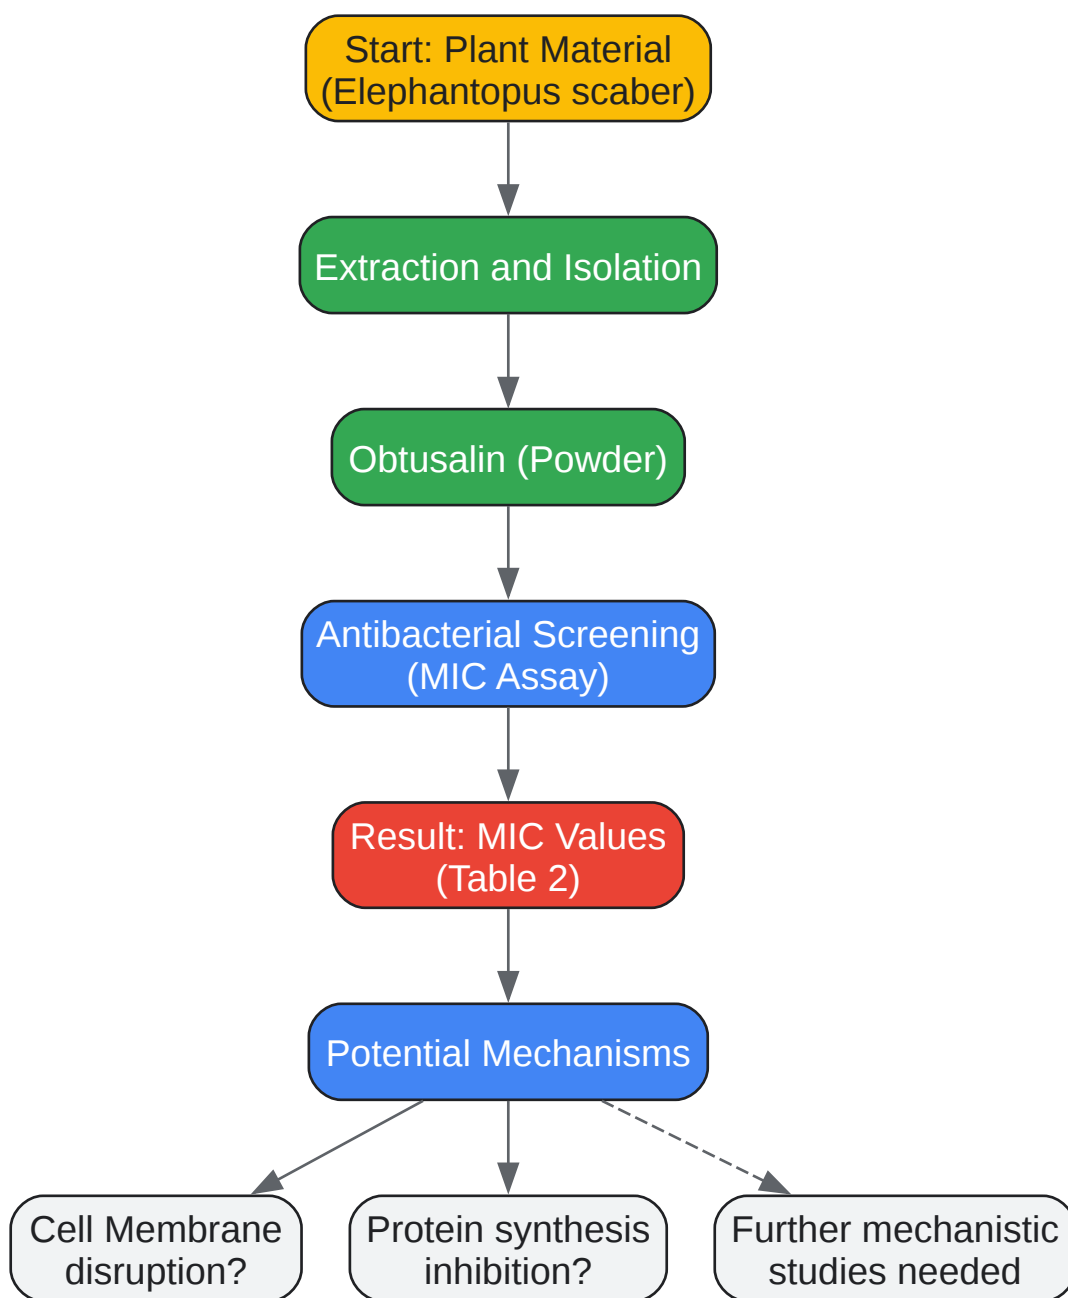 Start: Plant Material
(Elephantopus scaber)
Extraction and Isolation
Obtusalin (Powder)
Antibacterial Screening
(MIC Assay)
Result: MIC Values
(Table 2)
Potential Mechanisms
Cell Membrane
disruption?
Protein synthesis
inhibition?
Further mechanistic
studies needed